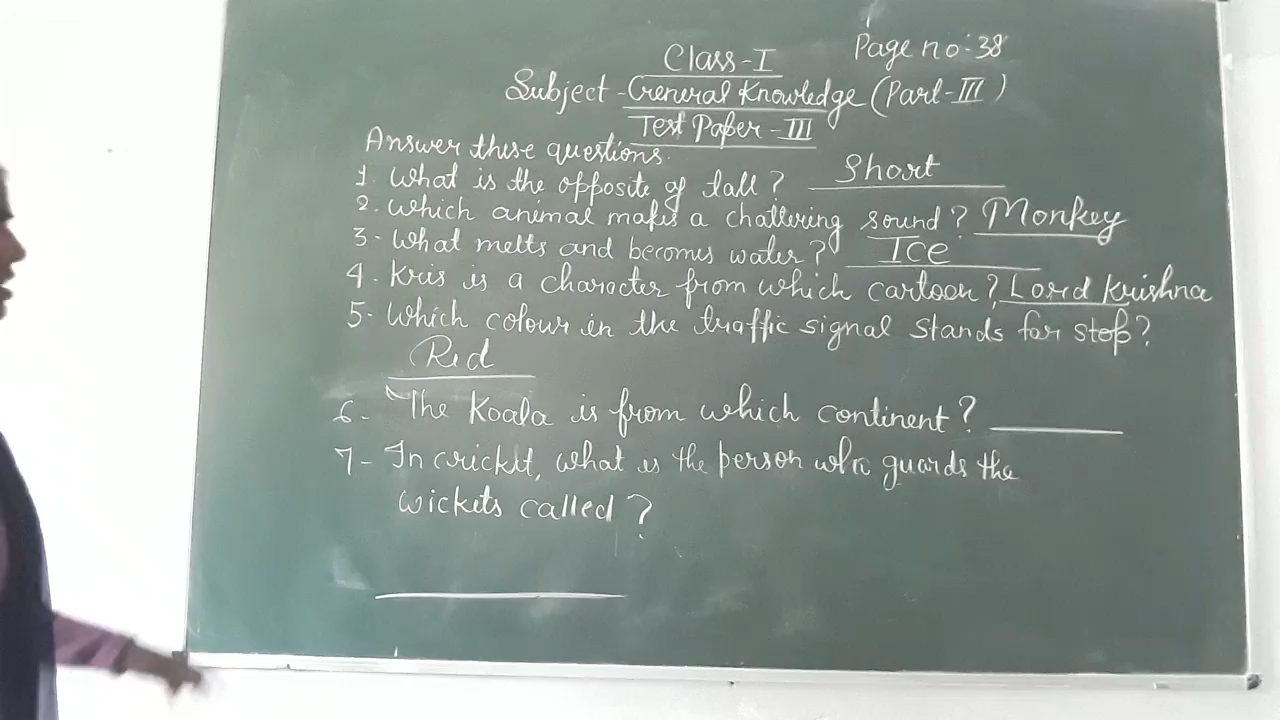 Page no:38
Class-I
Subject-General Knowledge (Part-III)
Test Paper-III
Answer these questions.
1. What is the opposite of tall? Short
2. Which animal makes a chattering sound? Monkey
3- What melts and becomes water? Ice
4- Kris is a character from which cartoon? Lord Krishna
5- Which colour in the traffic signal stands for stop?
Red
6- The Koala is from which continent?
7- In cricket, what is the person who guards the
wickets called?